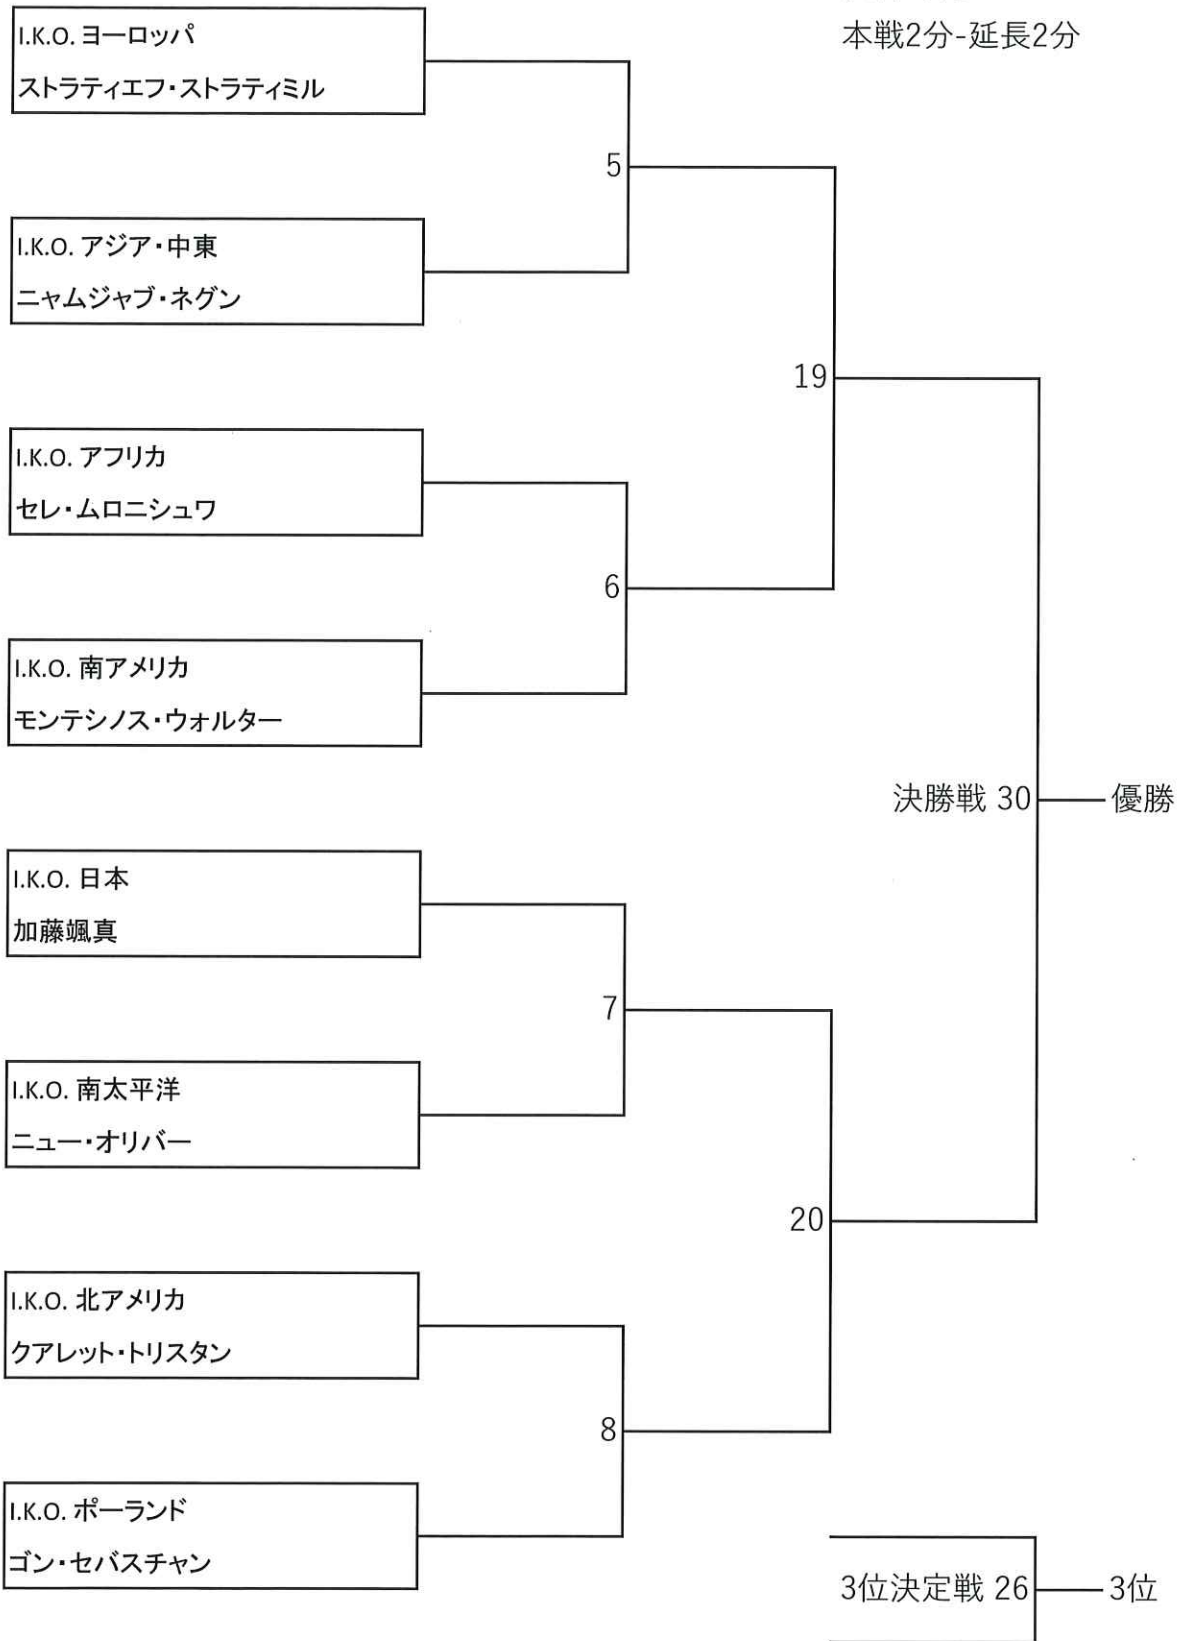 本戦2分-延長2分
I.K.O. ヨーロッパ
ストラティエフ・ストラティミル
5
I.K.O. アジア・中東
ニャムジャブ・ネグン
19
I.K.O. アフリカ
セレ・ムロニシュワ
6
I.K.O. 南アメリカ
モンテシノス・ウォルター
決勝戦 30 優勝
I.K.O. 日本
加藤颯真
7
I.K.O. 南太平洋
ニュー・オリバー
20
I.K.O. 北アメリカ
クアレット・トリスタン
8
I.K.O. ポーランド
ゴン・セバスチャン
3位決定戦 26 3位